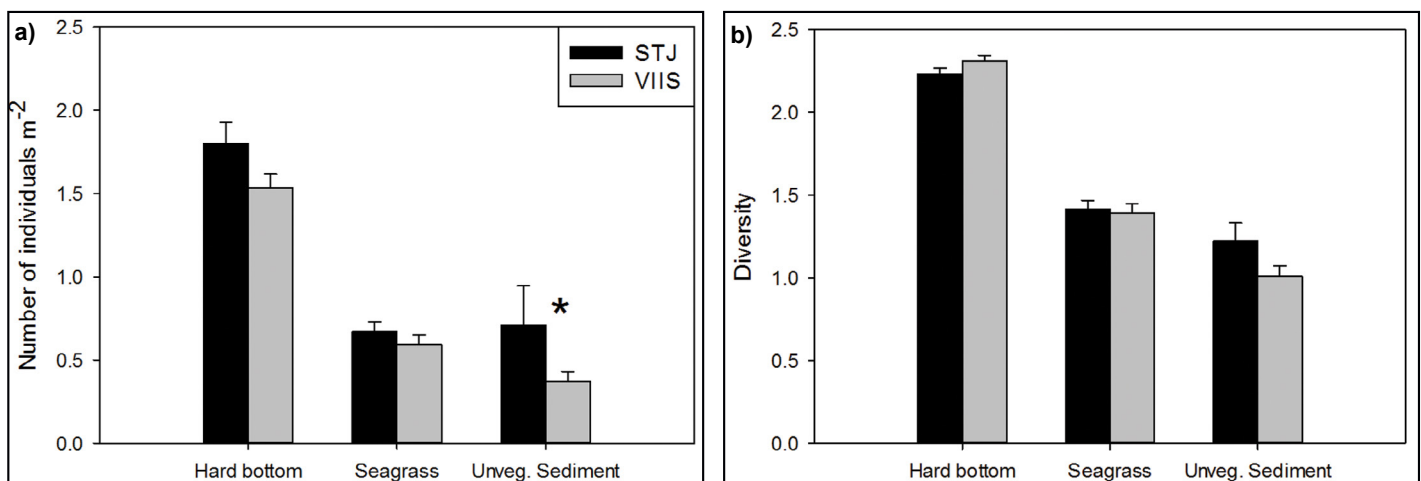 a)
2.5
2.0
1.5
1.0
0.5
0.0
Number of individuals m-2
STJ
VIIS
*
Hard bottom
Seagrass
Unveg. Sediment
b)
2.5
2.0
1.5
1.0
0.5
0.0
Diversity
Hard bottom
Seagrass
Unveg. Sediment